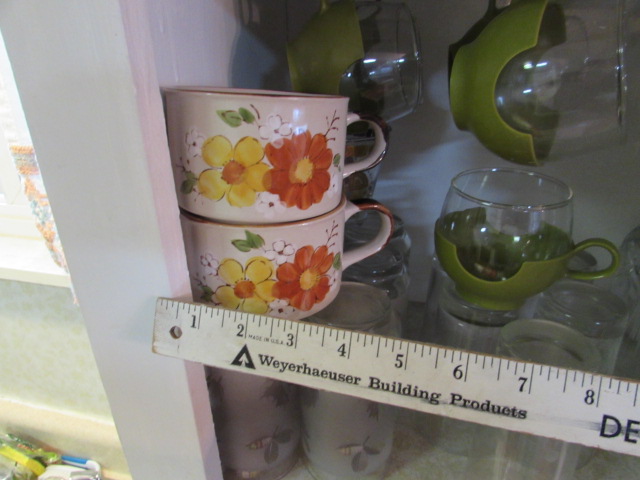 1 2 3 4 5 6 7 8
MADE IN U.S.A.
Weyerhaeuser Building Products
DE